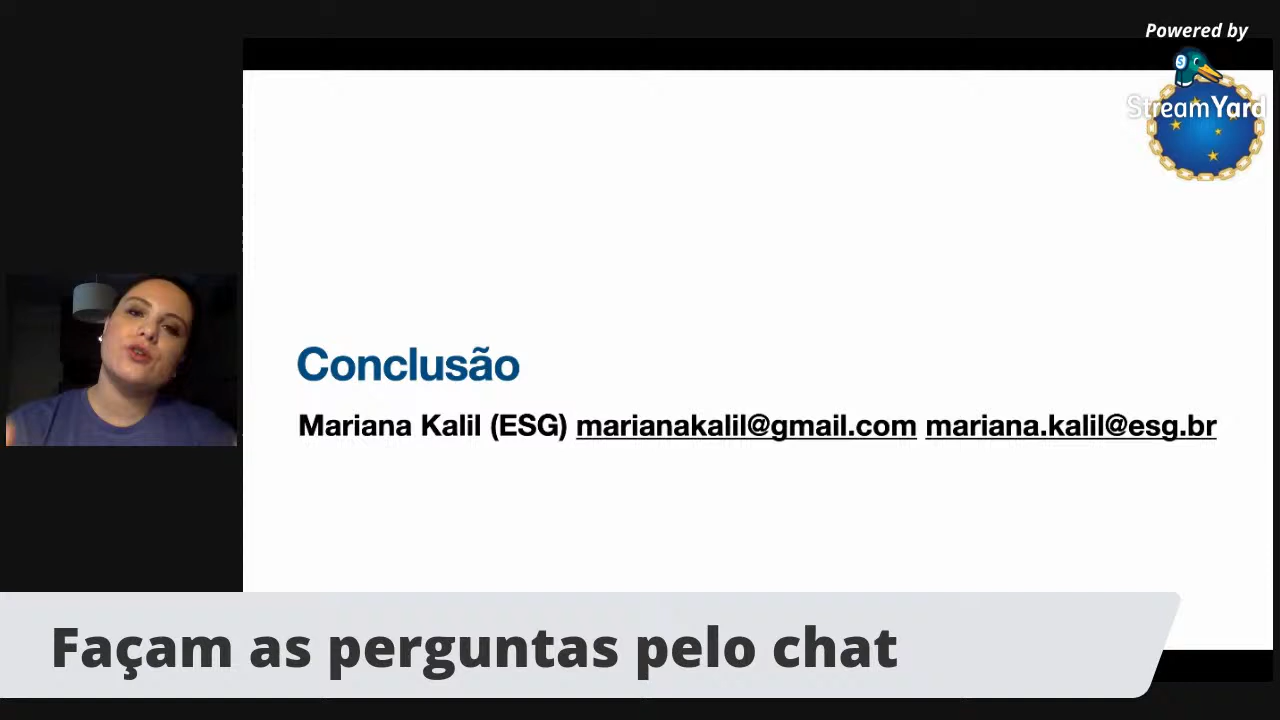 Powered by
StreamYard
Conclusão
Mariana Kalil (ESG) marianakalil@gmail.com mariana.kalil@esg.br
Façam as perguntas pelo chat